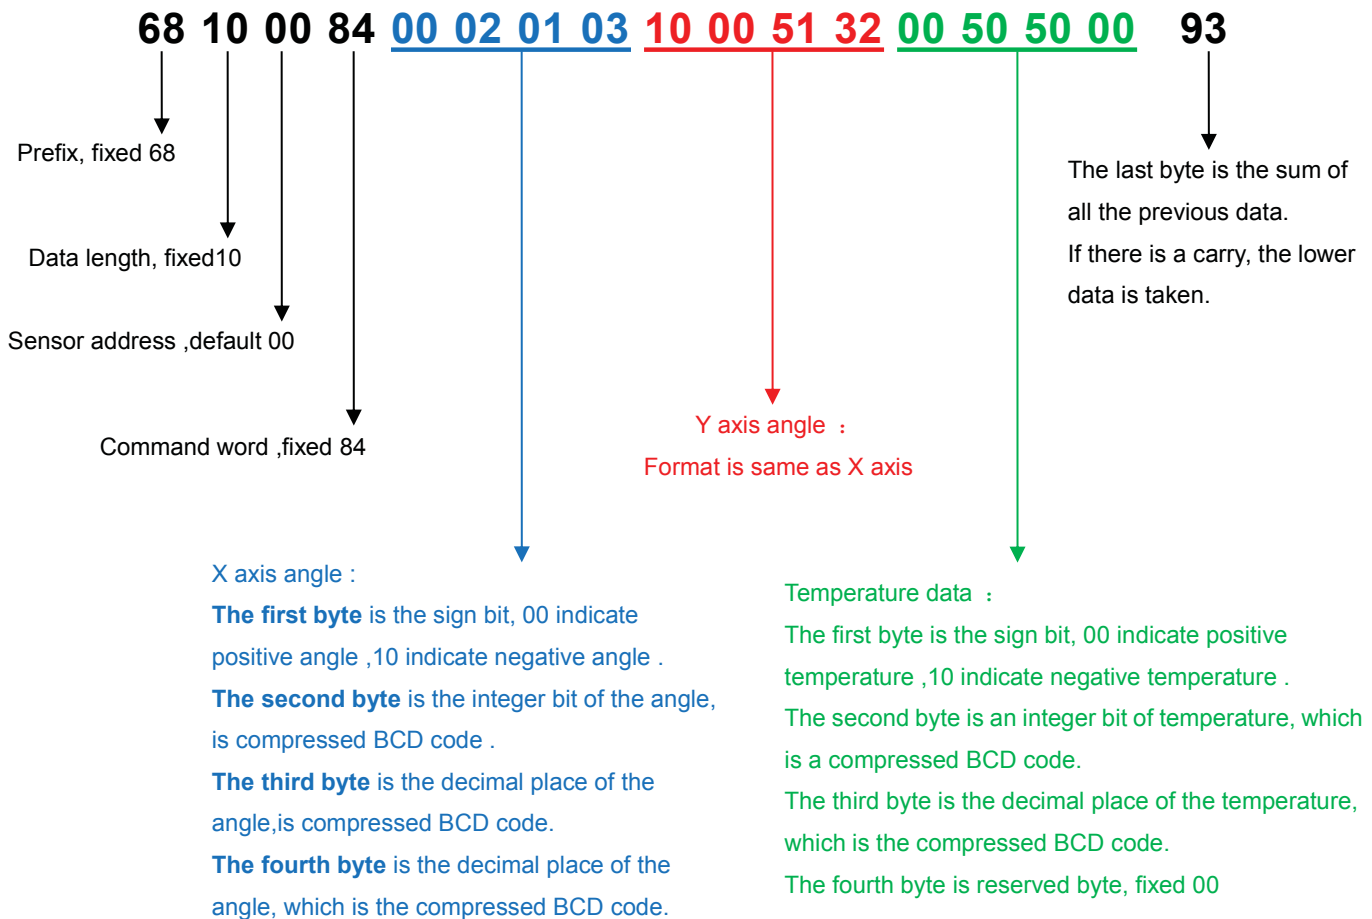 68 10 00 84 00 02 01 03 10 00 51 32 00 50 50 00 93
Prefix, fixed 68
Data length, fixed10
Sensor address ,default 00
Command word ,fixed 84
The last byte is the sum of
all the previous data.
If there is a carry, the lower
data is taken.
Y axis angle ：
Format is same as X axis
X axis angle :
The first byte is the sign bit, 00 indicate
positive angle ,10 indicate negative angle .
The second byte is the integer bit of the angle,
is compressed BCD code .
The third byte is the decimal place of the
angle,is compressed BCD code.
The fourth byte is the decimal place of the
angle, which is the compressed BCD code.
Temperature data ：
The first byte is the sign bit, 00 indicate positive
temperature ,10 indicate negative temperature .
The second byte is an integer bit of temperature, which
is a compressed BCD code.
The third byte is the decimal place of the temperature,
which is the compressed BCD code.
The fourth byte is reserved byte, fixed 00